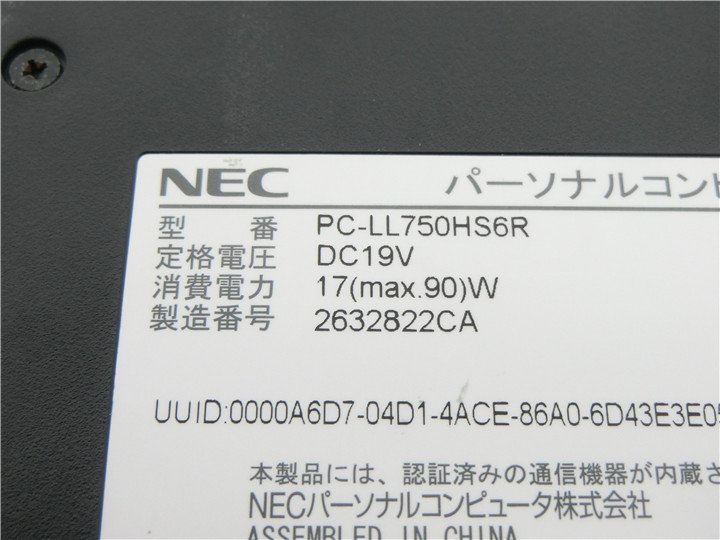 NEC パーソナルコンピ
型 番 PC-LL750HS6R
定格電圧 DC19V
消費電力 17(max.90)W
製造番号 2632822CA
UUID:0000A6D7-04D1-4ACE-86A0-6D43E3E05
本製品には、認証済みの通信機器が内蔵さ
NECパーソナルコンピュータ株式会社
ASSEMBLED IN CHINA